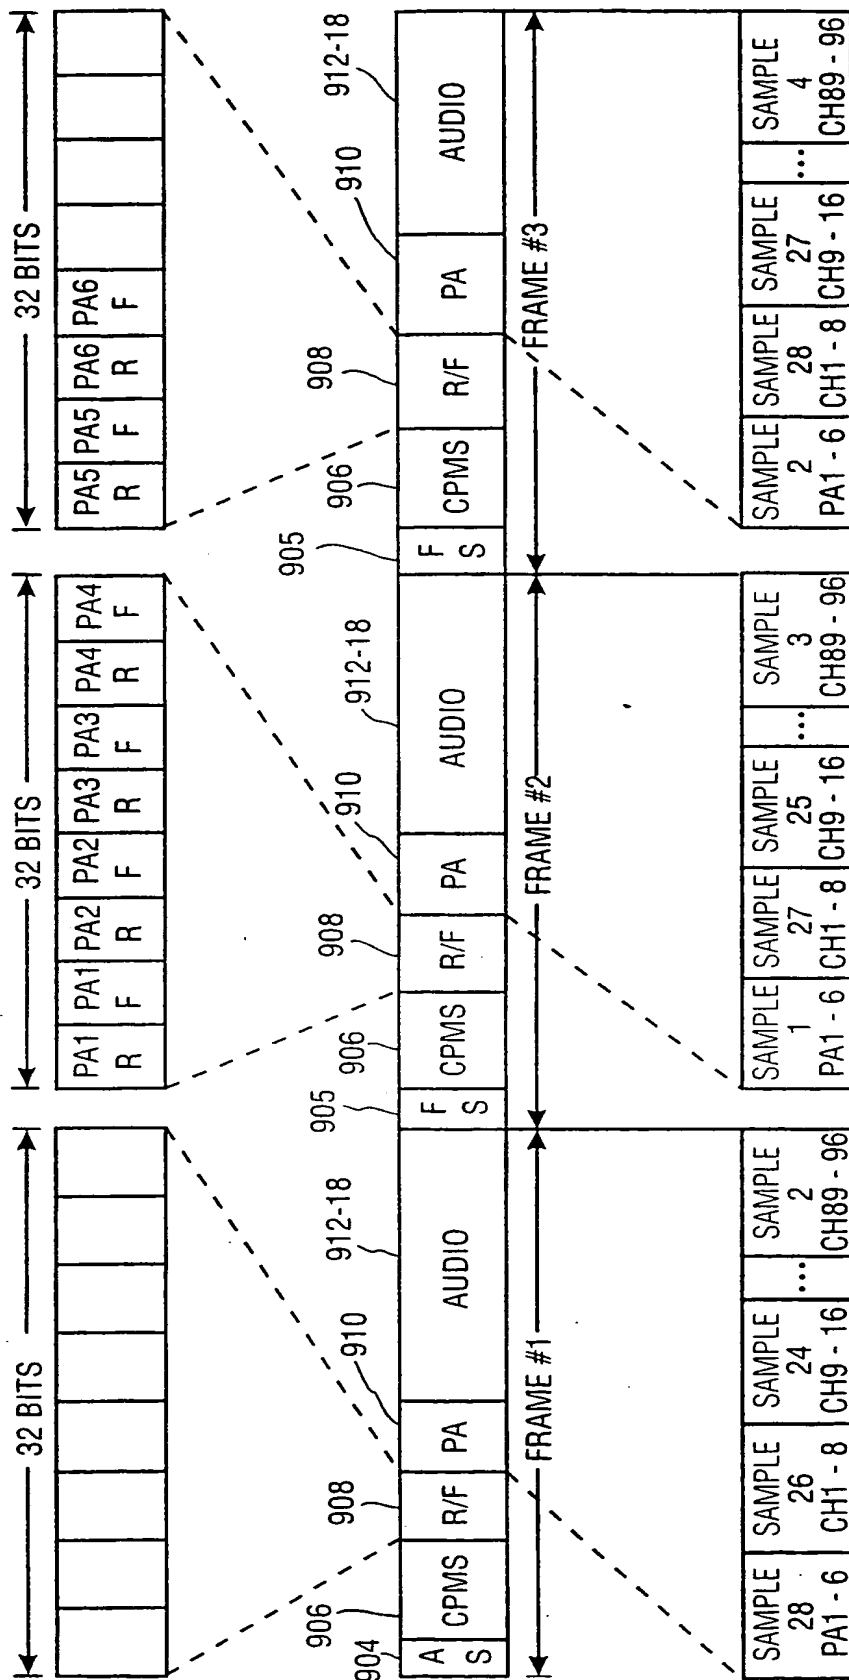 32 BITS 32 BITS 32 BITS
PA1 R PA1 F PA2 R PA2 F PA3 R PA3 F PA4 R PA4 F
PA5 R PA5 F PA6 R PA6 F
904 906 908 910 912-18
905 906 908 910 912-18
905 906 908 910 912-18
A S CPMS R/F PA AUDIO
F S CPMS R/F PA AUDIO
F S CPMS R/F PA AUDIO
FRAME #1 FRAME #2 FRAME #3
SAMPLE 28 PA1 - 6
SAMPLE 26 CH1 - 8
SAMPLE 24 CH9 - 16
...
SAMPLE 2 CH89 - 96
SAMPLE 1 PA1 - 6
SAMPLE 27 CH1 - 8
SAMPLE 25 CH9 - 16
...
SAMPLE 3 CH89 - 96
SAMPLE 2 PA1 - 6
SAMPLE 28 CH1 - 8
SAMPLE 27 CH9 - 16
...
SAMPLE 4 CH89 - 96